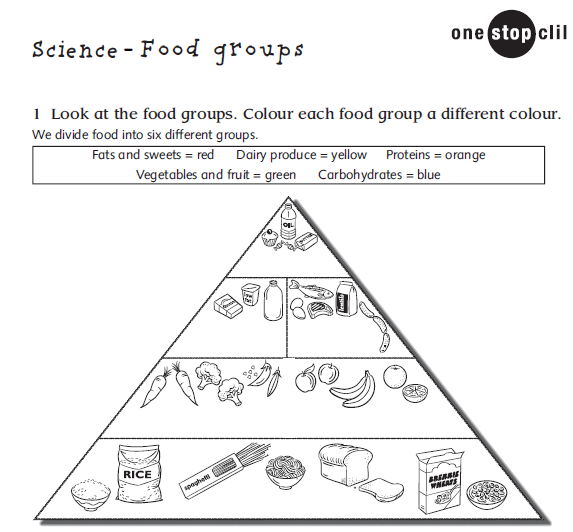 one stop clil
Science - Food groups
1 Look at the food groups. Colour each food group a different colour.
We divide food into six different groups.
Fats and sweets = red Dairy produce = yellow Proteins = orange
Vegetables and fruit = green Carbohydrates = blue
OIL
RICE
spaghetti